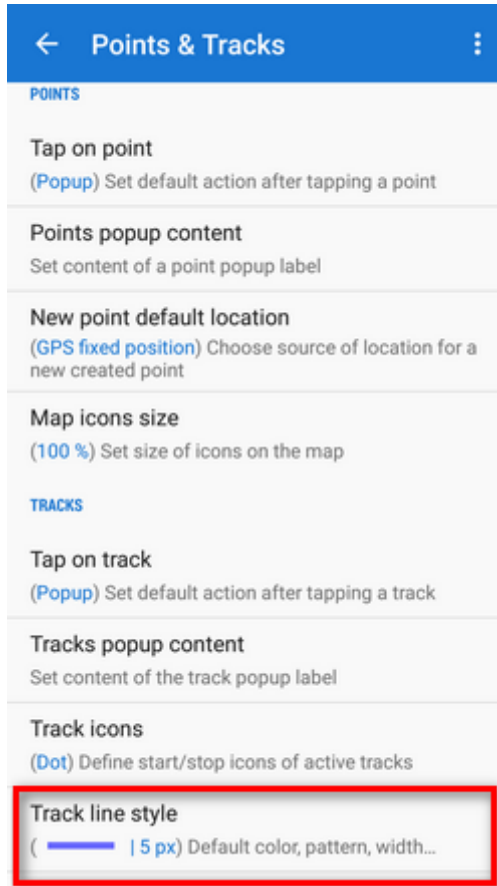 Points & Tracks
POINTS
Tap on point
(Popup) Set default action after tapping a point
Points popup content
Set content of a point popup label
New point default location
(GPS fixed position) Choose source of location for a
new created point
Map icons size
(100 %) Set size of icons on the map
TRACKS
Tap on track
(Popup) Set default action after tapping a track
Tracks popup content
Set content of the track popup label
Track icons
(Dot) Define start/stop icons of active tracks
Track line style
( | 5 px) Default color, pattern, width...